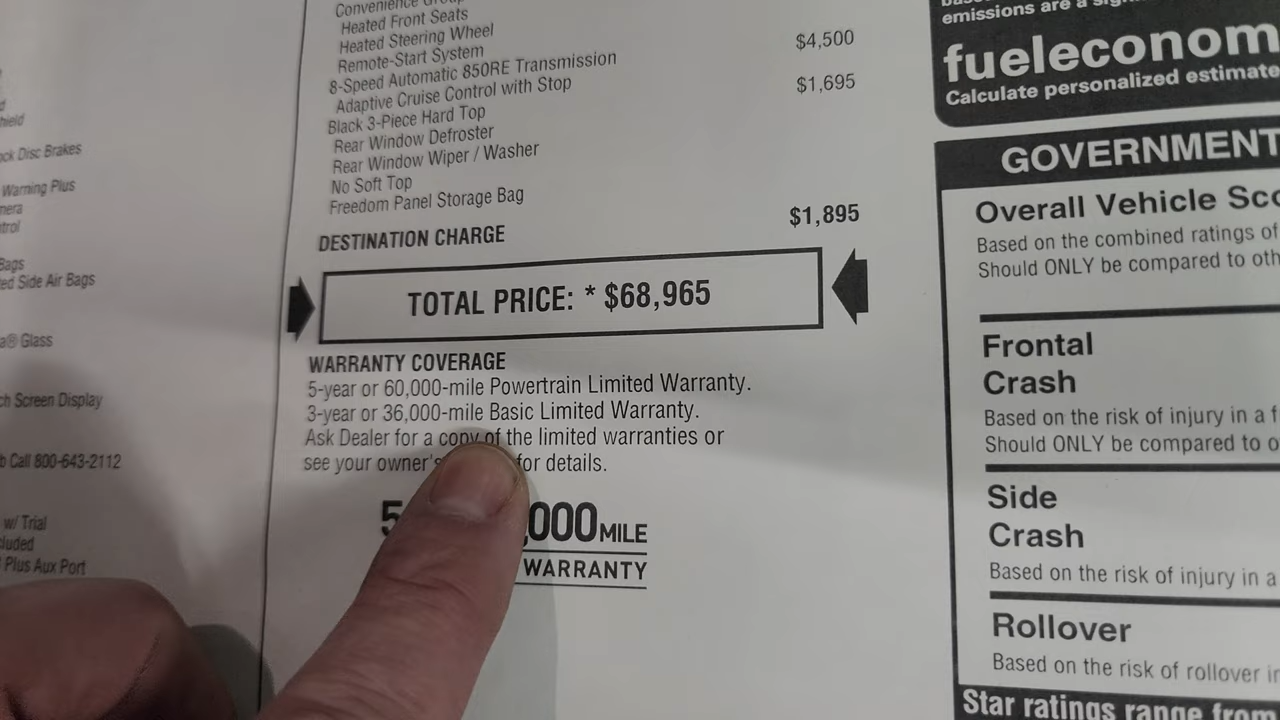 Convenience Group
Heated Front Seats
Heated Steering Wheel
Remote-Start System
8-Speed Automatic 850RE Transmission $4,500
Adaptive Cruise Control with Stop
Black 3-Piece Hard Top $1,695
Rear Window Defroster
Rear Window Wiper / Washer
No Soft Top
Freedom Panel Storage Bag
DESTINATION CHARGE $1,895
TOTAL PRICE: * $68,965
WARRANTY COVERAGE
5-year or 60,000-mile Powertrain Limited Warranty.
3-year or 36,000-mile Basic Limited Warranty.
Ask Dealer for a copy of the limited warranties or
see your owner's for details.
5 ,000 MILE
WARRANTY
ock Disc Brakes
Warning Plus
Bags
ed Side Air Bags
a® Glass
ch Screen Display
b Call 800-643-2112
w/ Trial
cluded
Plus Aux Port
emissions are a
fueleconom
Calculate personalized estimate
GOVERNMENT
Overall Vehicle Sco
Based on the combined ratings of
Should ONLY be compared to oth
Frontal
Crash
Based on the risk of injury in a f
Should ONLY be compared to o
Side
Crash
Based on the risk of injury in a
Rollover
Based on the risk of rollover in
Star ratings range from